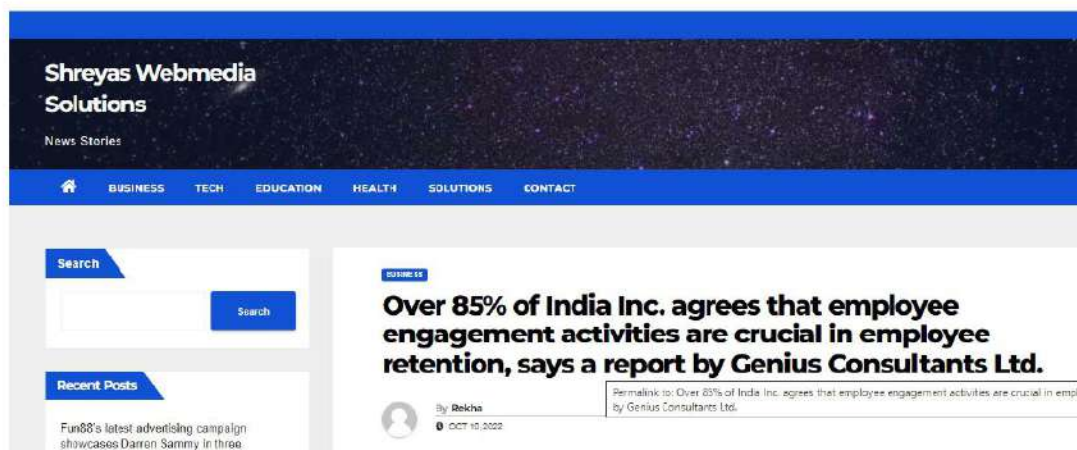 Shreyas Webmedia
Solutions
News Stories
BUSINESS TECH EDUCATION HEALTH SOLUTIONS CONTACT
Search
Search
Recent Posts
Fun88's latest advertising campaign
showcases Darren Sammy in three
BUSINESS
Over 85% of India Inc. agrees that employee
engagement activities are crucial in employee
retention, says a report by Genius Consultants Ltd.
Permalink to: Over 85% of India Inc. agrees that employee engagement activities are crucial in empl
by Genius Consultants Ltd.
By Rekha
OCT 10, 2022